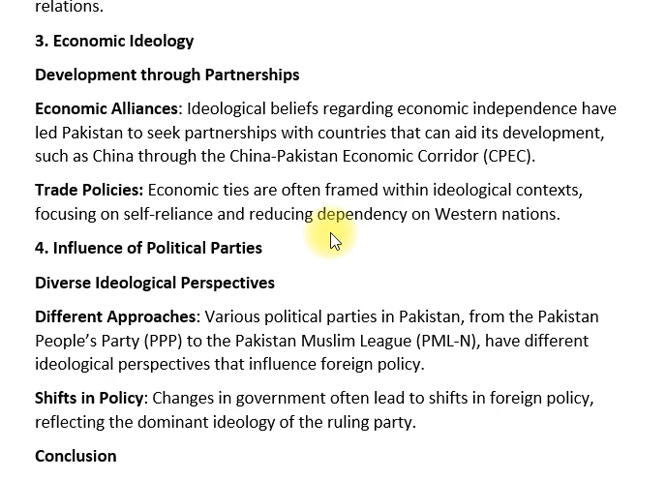 relations.
3. Economic Ideology
Development through Partnerships
Economic Alliances: Ideological beliefs regarding economic independence have
led Pakistan to seek partnerships with countries that can aid its development,
such as China through the China-Pakistan Economic Corridor (CPEC).
Trade Policies: Economic ties are often framed within ideological contexts,
focusing on self-reliance and reducing dependency on Western nations.
4. Influence of Political Parties
Diverse Ideological Perspectives
Different Approaches: Various political parties in Pakistan, from the Pakistan
People’s Party (PPP) to the Pakistan Muslim League (PML-N), have different
ideological perspectives that influence foreign policy.
Shifts in Policy: Changes in government often lead to shifts in foreign policy,
reflecting the dominant ideology of the ruling party.
Conclusion